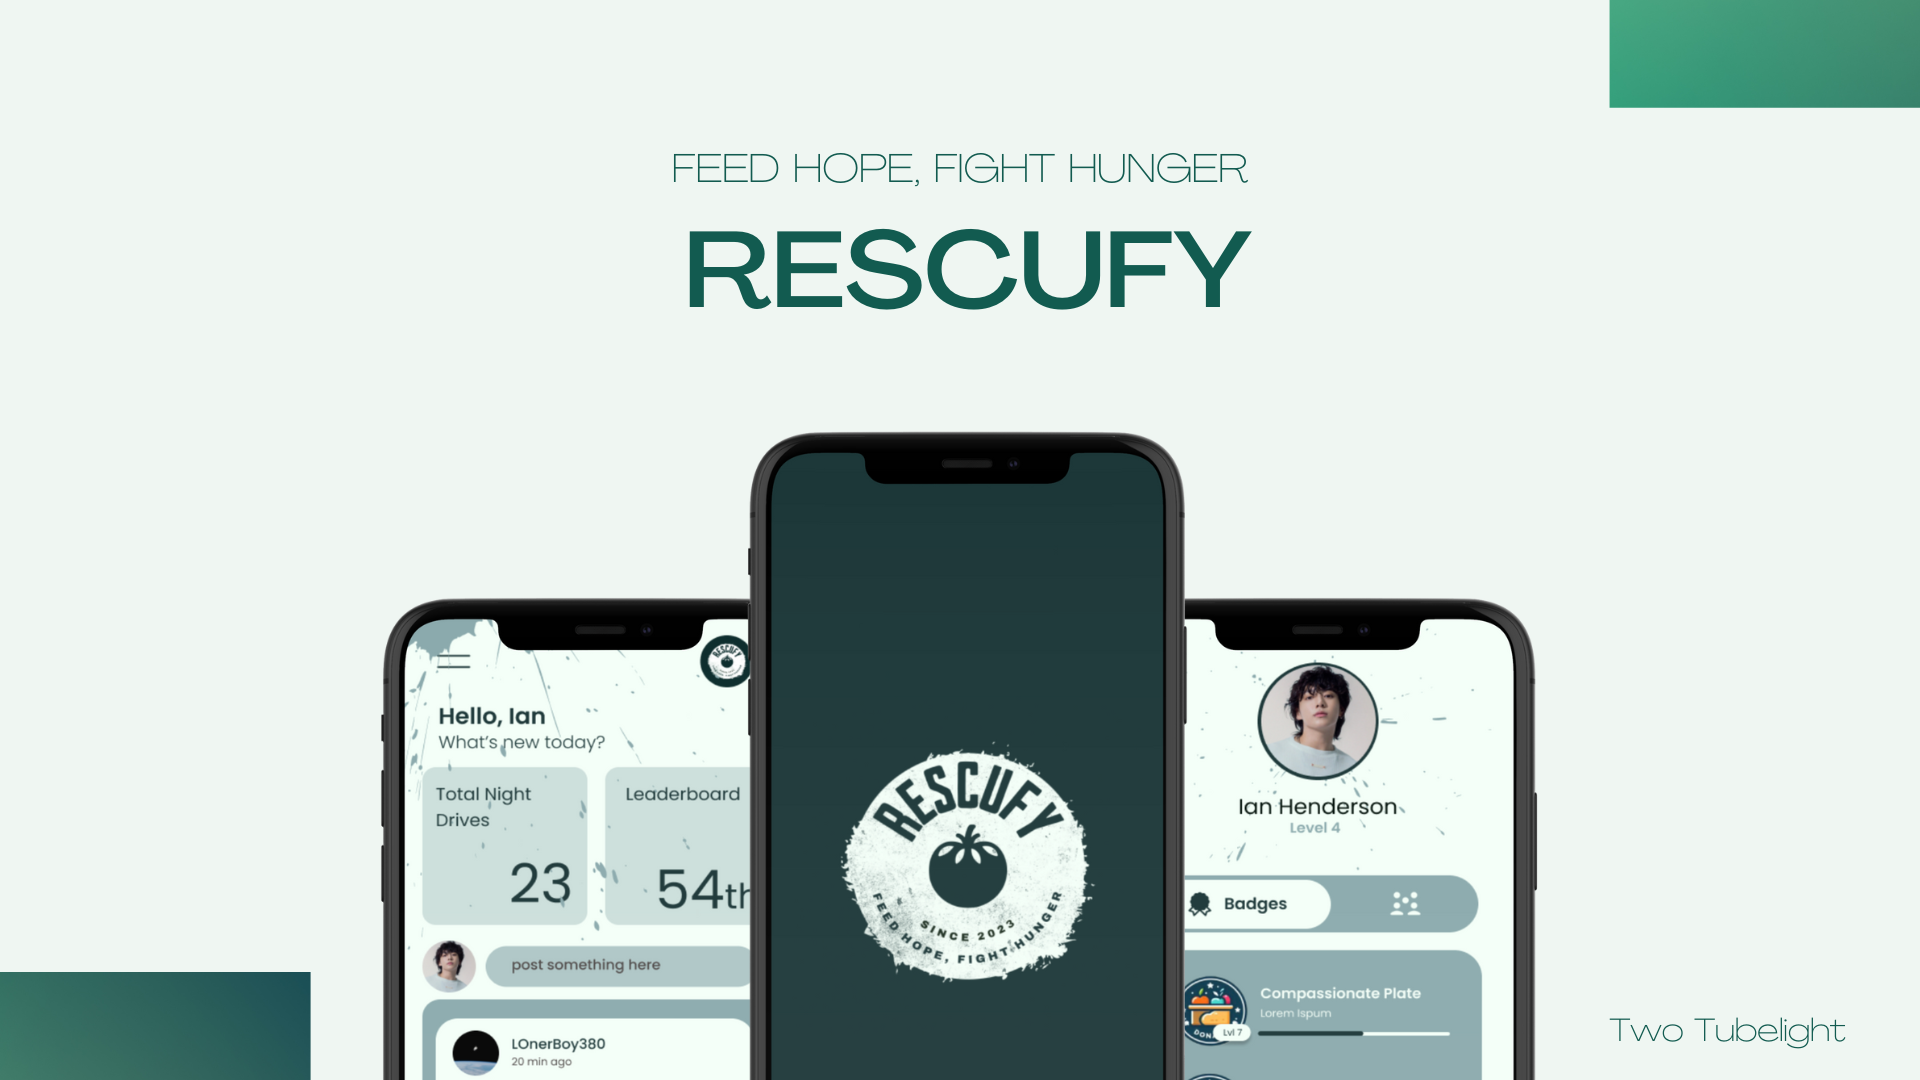 FEED HOPE, FIGHT HUNGER
RESCUFY
RESCUFY
Hello, Ian
What's new today?
Total Night
Drives
23
Leaderboard
54th
post something here
LOnerBoy380
20 min ago
RESCUFY
SINCE 2023
FEED HOPE, FIGHT HUNGER
Ian Henderson
Level 4
Badges
Compassionate Plate
Lorem Ispum
Lvl 7
Two Tubelight